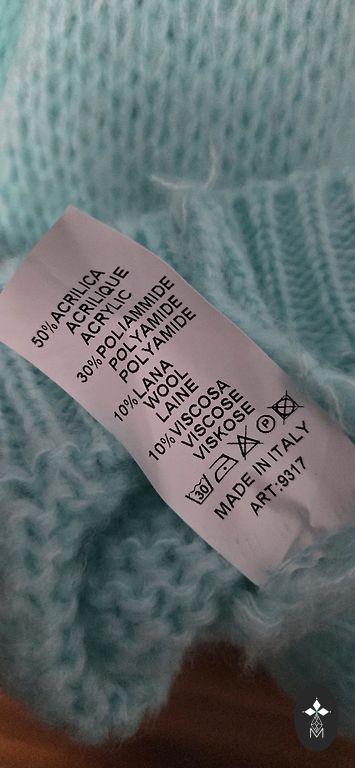 50%ACRILICA
ACRILIQUE
ACRYLIC
30%POLIAMMIDE
POLYAMIDE
POLYAMIDE
10%LANA
WOOL
LAINE
10%VISCOSA
VISCOSE
VISKOSE
30 P
MADE IN ITALY
ART:9317
M